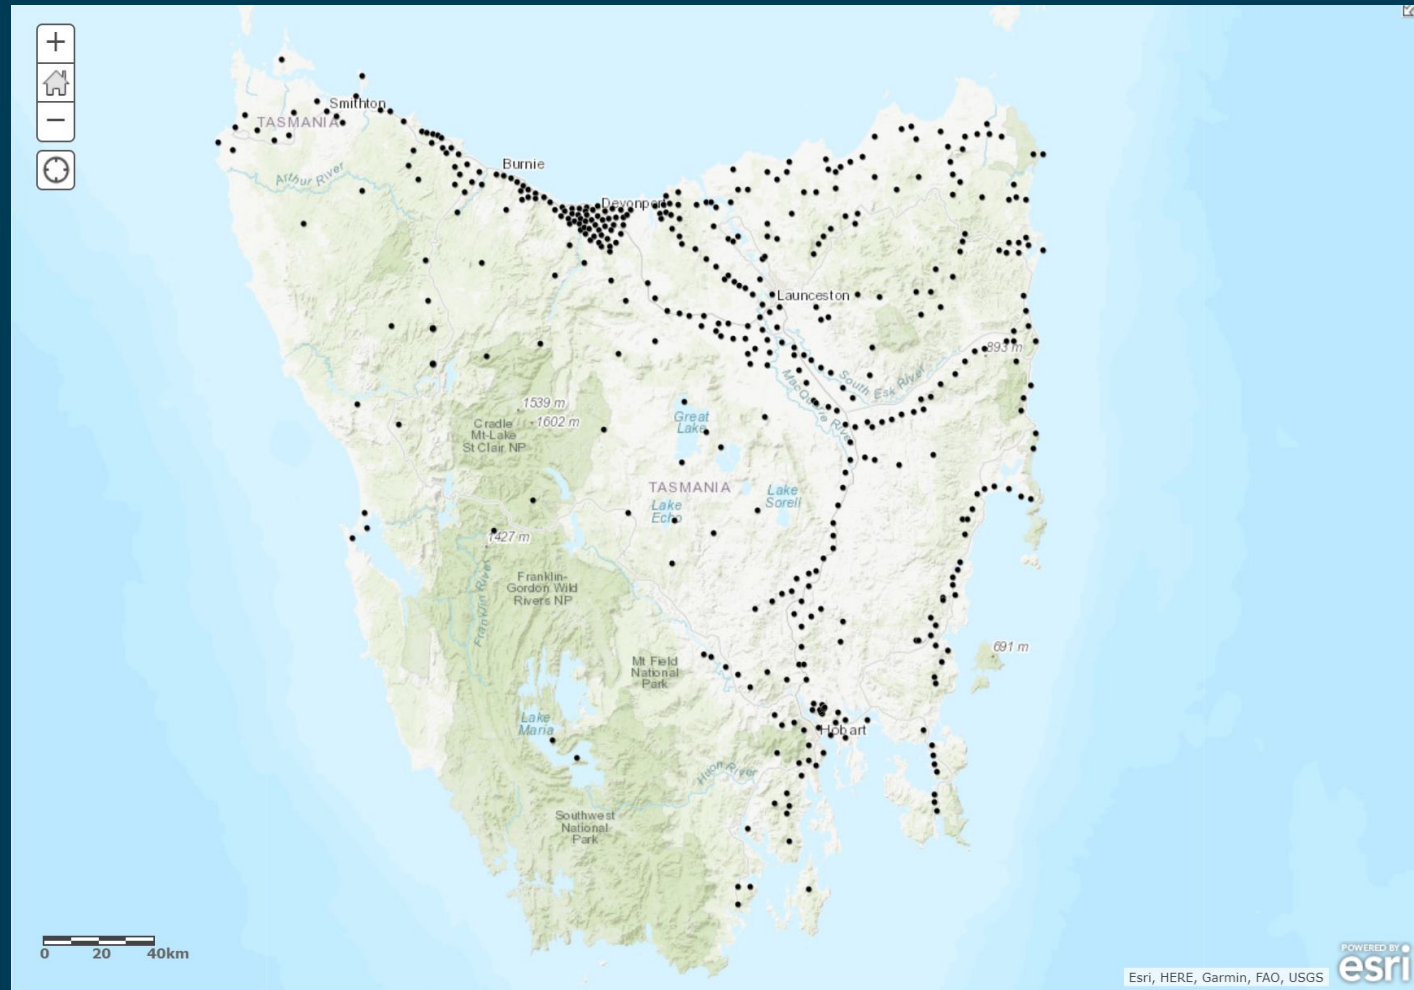 +
−
Smithton
TASMANIA
Burnie
Arthur River
Devonport
Launceston
893 m
South Esk River
Macquarie River
1539 m
1602 m
Great
Lake
Cradle
Mt-Lake
St Clair NP
TASMANIA
Lake
Sorell
Lake
Echo
1427 m
Franklin-
Gordon Wild
Rivers NP
Franklin River
691 m
Mt Field
National
Park
Lake
Maria
Hobart
Huon River
Southwest
National
Park
0 20 40km
POWERED BY
esri
Esri, HERE, Garmin, FAO, USGS